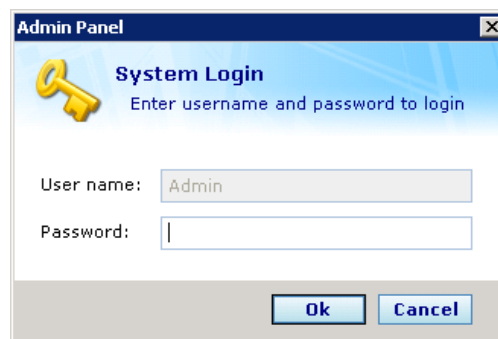 Admin Panel
System Login
Enter username and password to login
User name: Admin
Password:
Ok Cancel